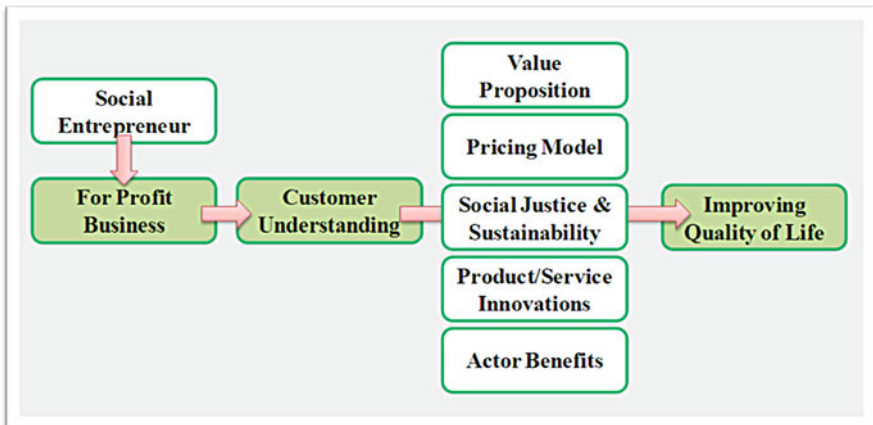 Social
Entrepreneur
For Profit
Business
Customer
Understanding
Value
Proposition
Pricing Model
Social Justice &
Sustainability
Product/Service
Innovations
Actor Benefits
Improving
Quality of Life